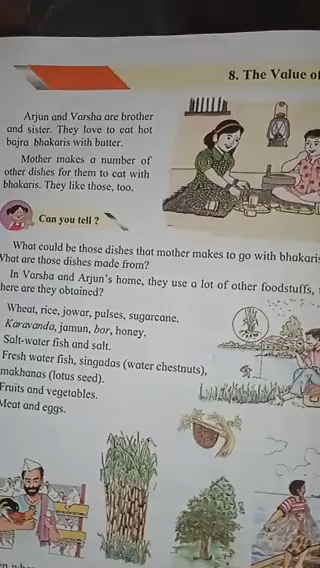 8. The Value of
Arjun and Varsha are brother
and sister. They love to eat hot
bajra bhakaris with butter.
Mother makes a number of
other dishes for them to eat with
bhakaris. They like those, too.
Can you tell ?
What could be those dishes that mother makes to go with bhakaris
What are those dishes made from?
In Varsha and Arjun's home, they use a lot of other foodstuffs,
here are they obtained?
Wheat, rice, jowar, pulses, sugarcane.
Karavanda, jamun, bor, honey.
Salt-water fish and salt.
Fresh water fish, singadas (water chestnuts),
makhanas (lotus seed).
Fruits and vegetables.
Meat and eggs.